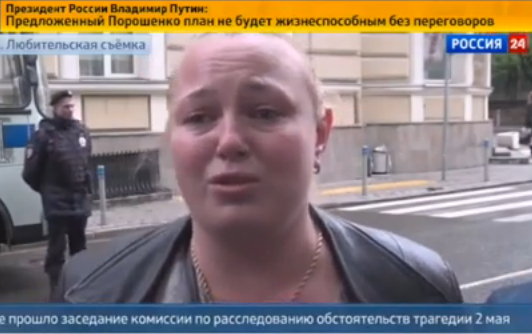 Президент России Владимир Путин:
Предложенный Порошенко план не будет жизнеспособным без переговоров
Любительская съёмка
РОССИЯ 24
е прошло заседание комиссии по расследованию обстоятельств трагедии 2 мая